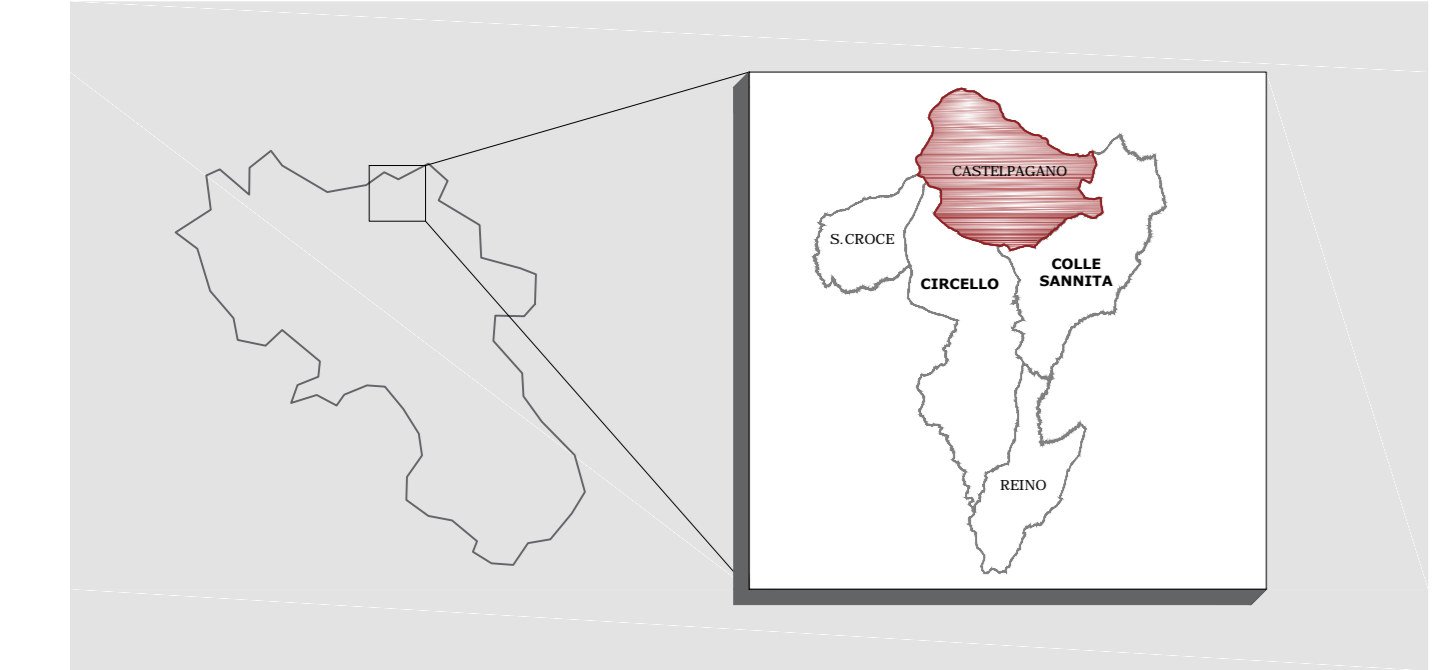 CASTELPAGANO
S.CROCE
CIRCELLO
COLLE
SANNITA
REINO